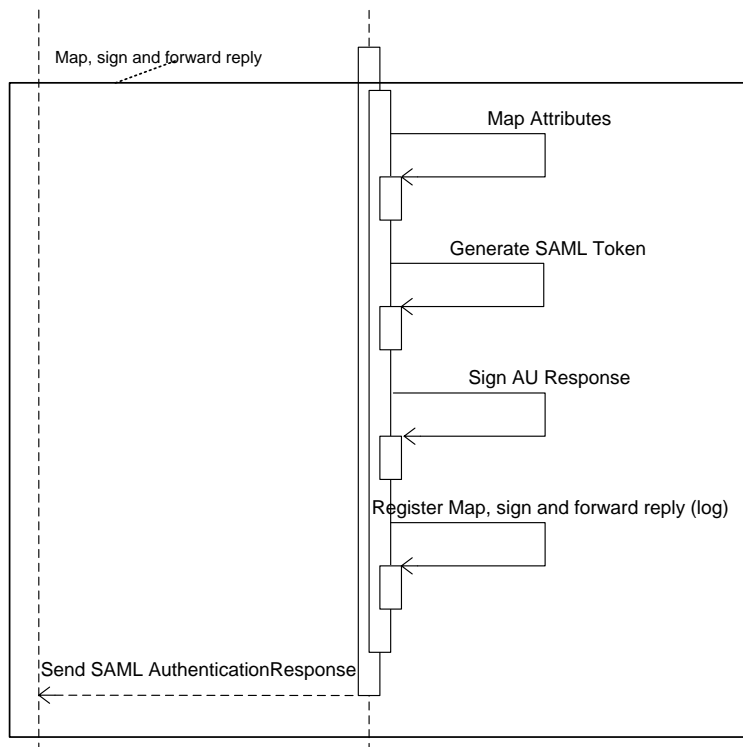 Map, sign and forward reply
Map Attributes
Generate SAML Token
Sign AU Response
Register Map, sign and forward reply (log)
Send SAML AuthenticationResponse